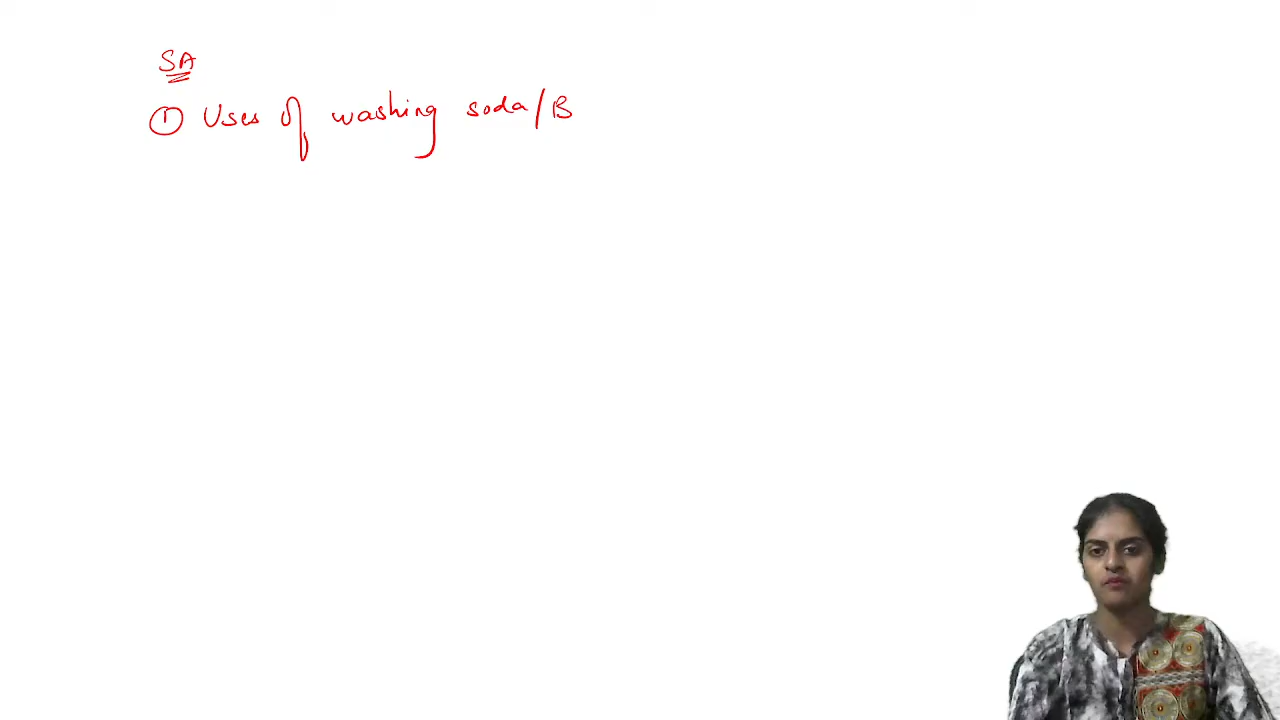 SA
① Uses of washing soda/B